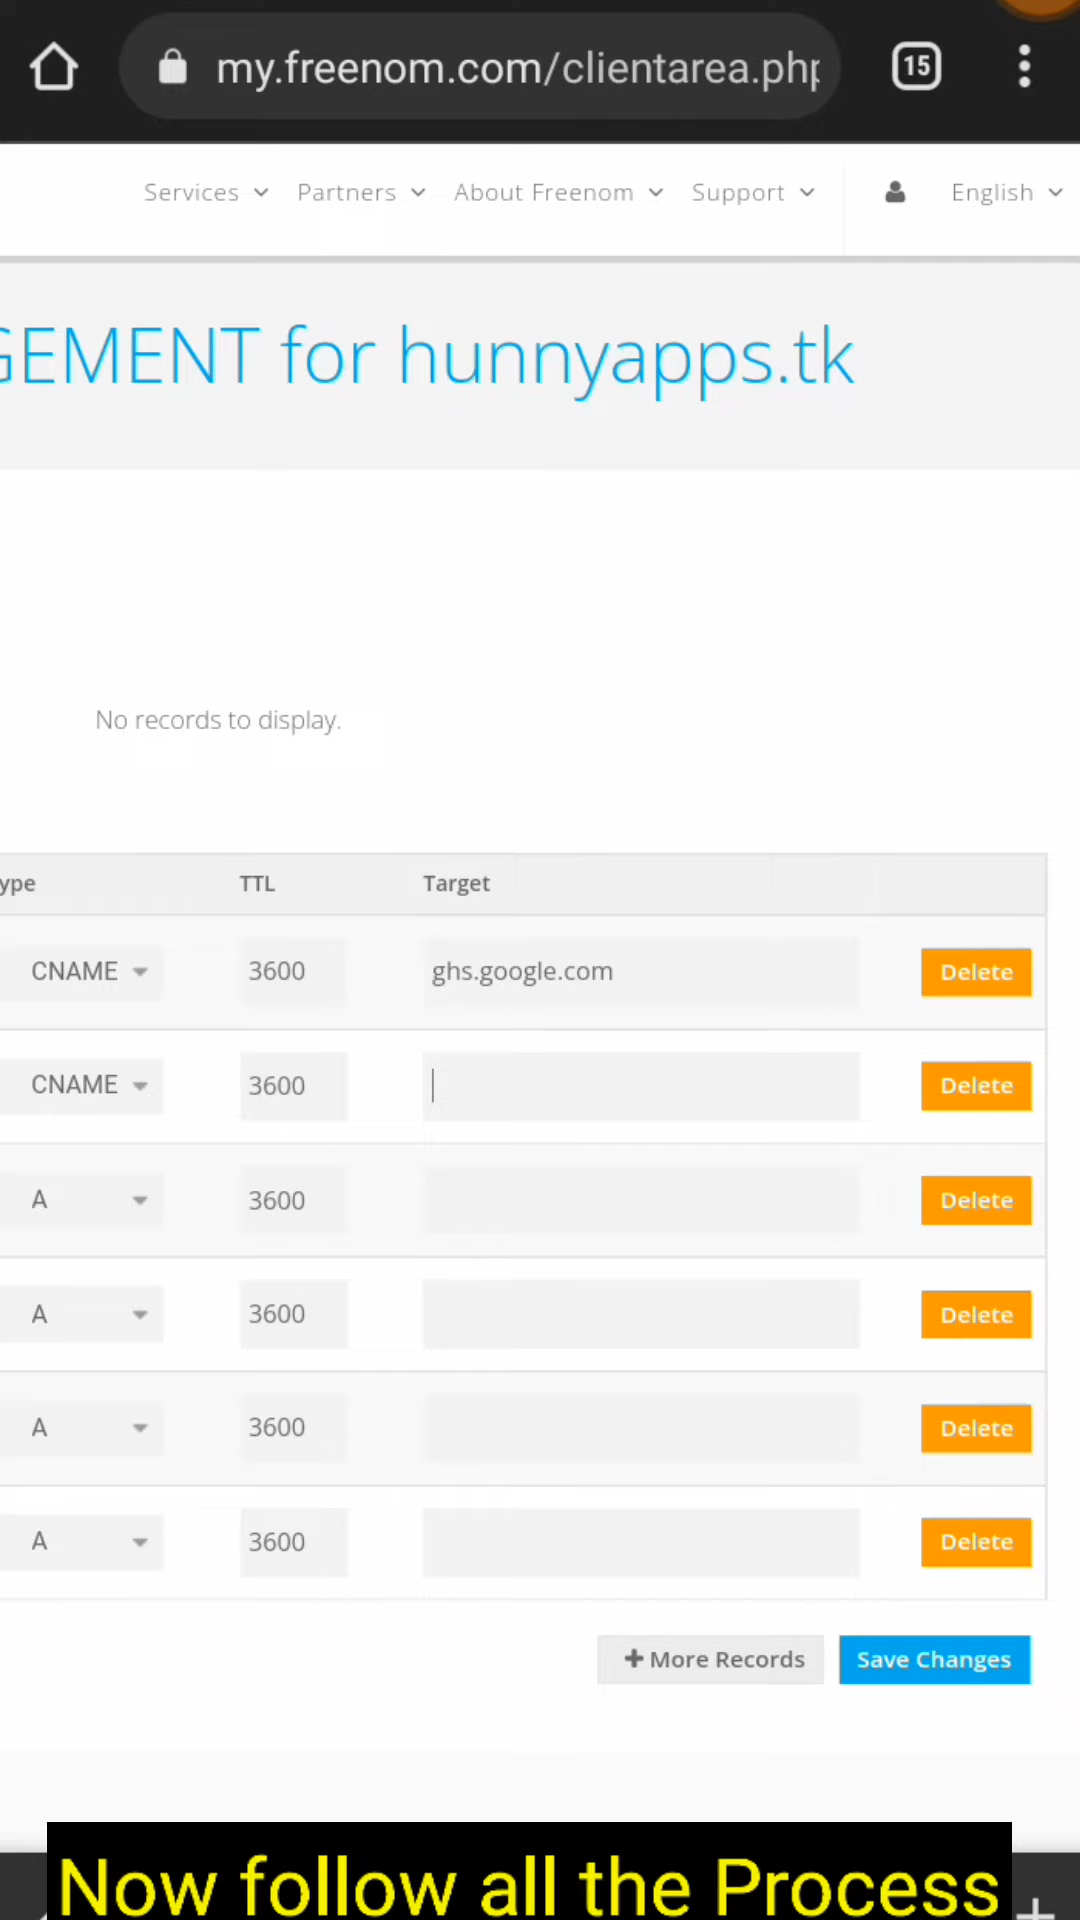 my.freenom.com/clientarea.php
15
Services Partners About Freenom Support English
GEMENT for hunnyapps.tk
No records to display.
ype TTL Target
CNAME 3600 ghs.google.com Delete
CNAME 3600 Delete
A 3600 Delete
A 3600 Delete
A 3600 Delete
A 3600 Delete
+ More Records Save Changes
Now follow all the Process